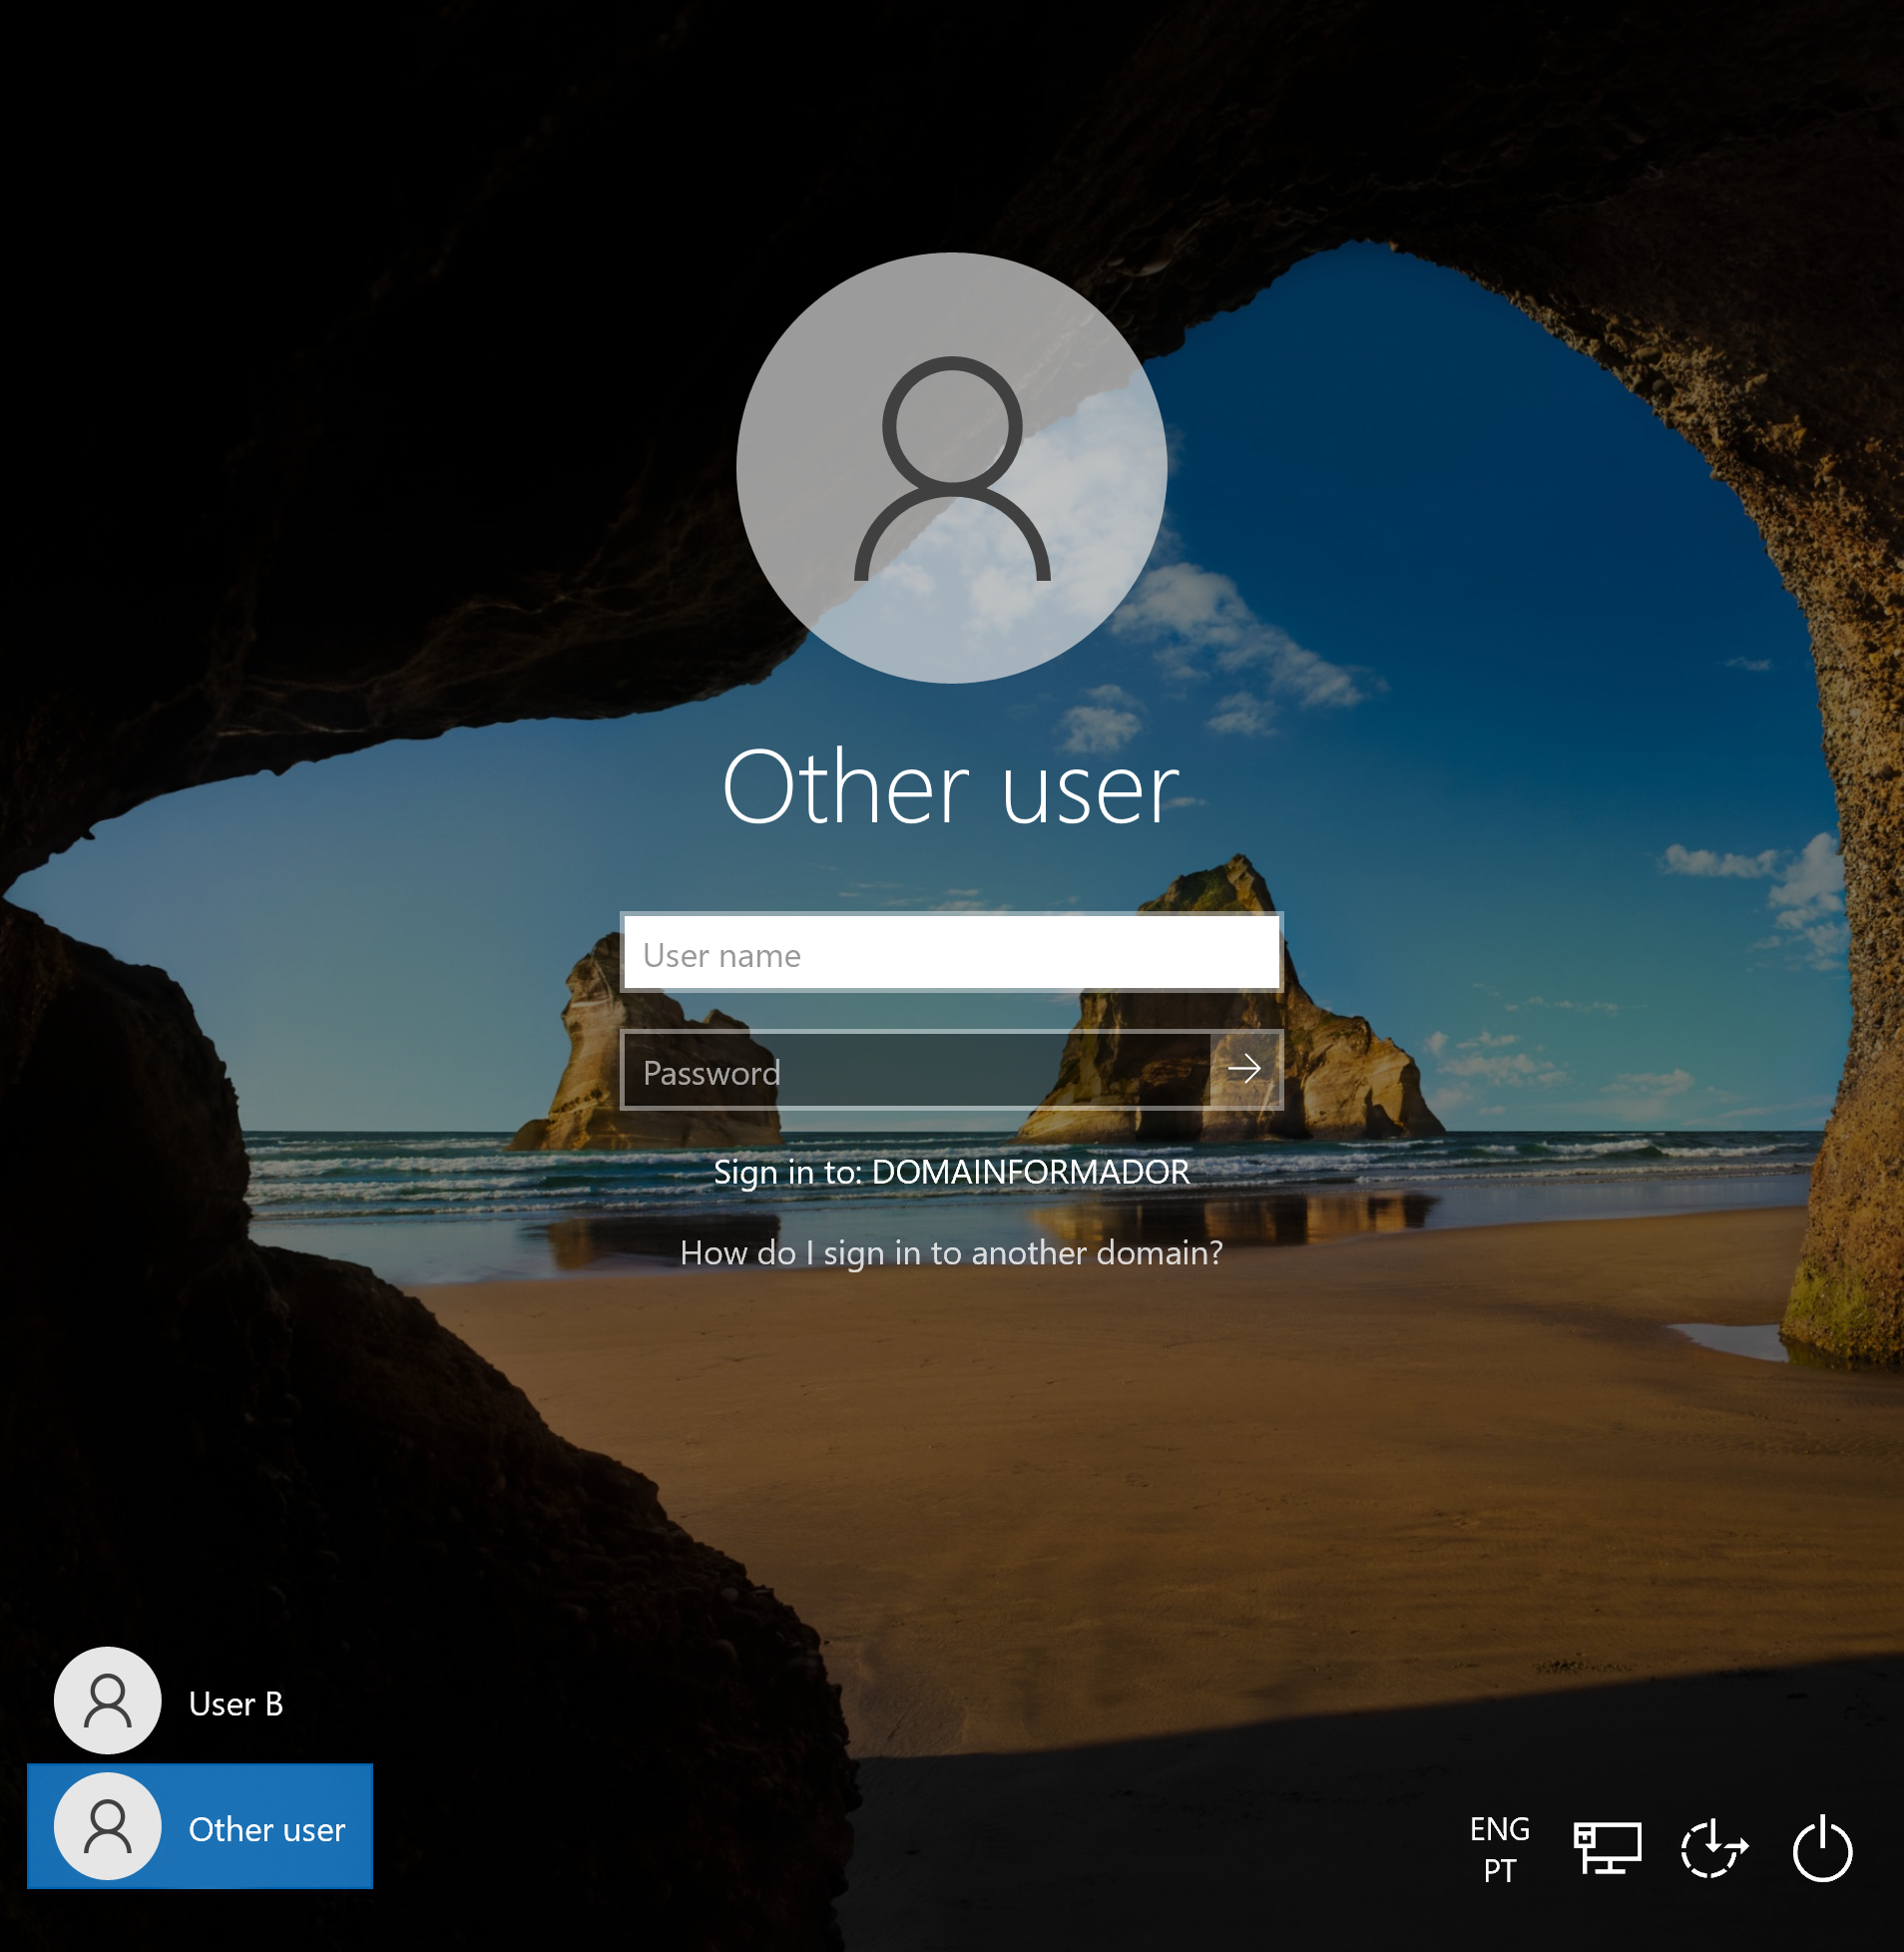 Other user
User name
Password
Sign in to: DOMAINFORMADOR
How do I sign in to another domain?
User B
Other user
ENG
PT